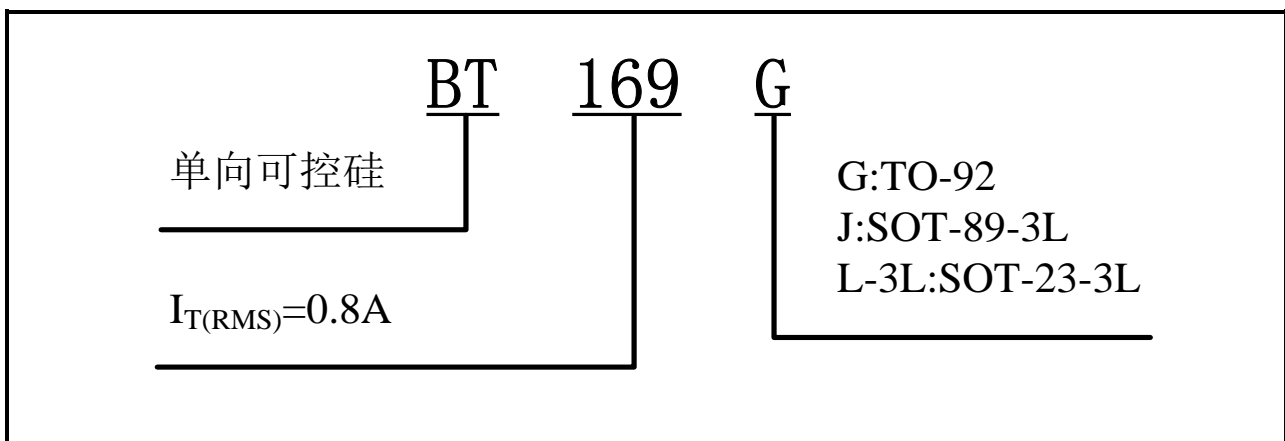 BT 169 G
单向可控硅
I_T(RMS)=0.8A
G:TO-92
J:SOT-89-3L
L-3L:SOT-23-3L